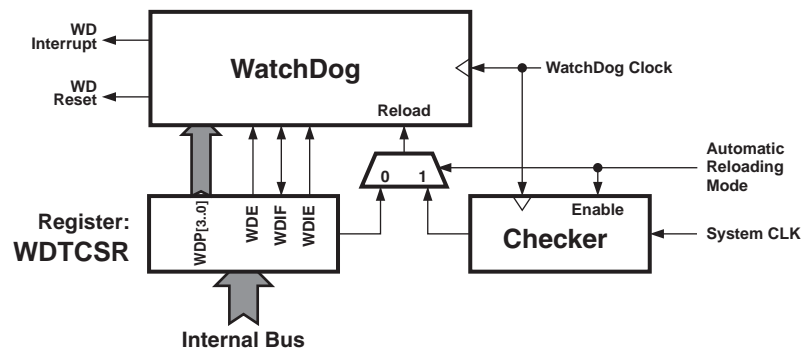 WD
Interrupt
WatchDog
WatchDog Clock
WD
Reset
Reload
Automatic
Reloading
Mode
0 1
Register:
WDTCSR
WDP[3..0]
WDE
WDIF
WDIE
Enable
Checker
System CLK
Internal Bus